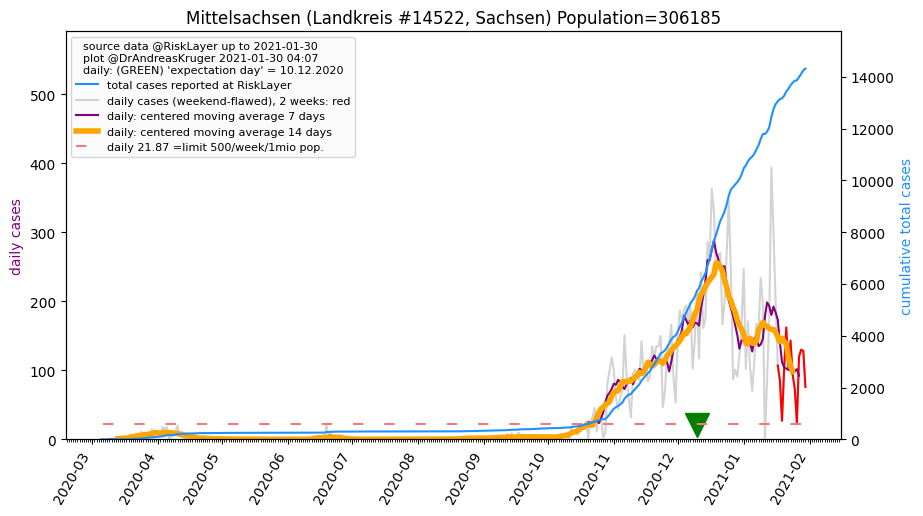 Mittelsachsen (Landkreis #14522, Sachsen) Population=306185
source data @RiskLayer up to 2021-01-30
plot @DrAndreasKruger 2021-01-30 04:07
daily: (GREEN) 'expectation day' = 10.12.2020
total cases reported at RiskLayer
daily cases (weekend-flawed), 2 weeks: red
daily: centered moving average 7 days
daily: centered moving average 14 days
daily 21.87 =limit 500/week/1mio pop.
daily cases
500
400
300
200
100
0
cumulative total cases
14000
12000
10000
8000
6000
4000
2000
0
2020-03
2020-04
2020-05
2020-06
2020-07
2020-08
2020-09
2020-10
2020-11
2020-12
2021-01
2021-02